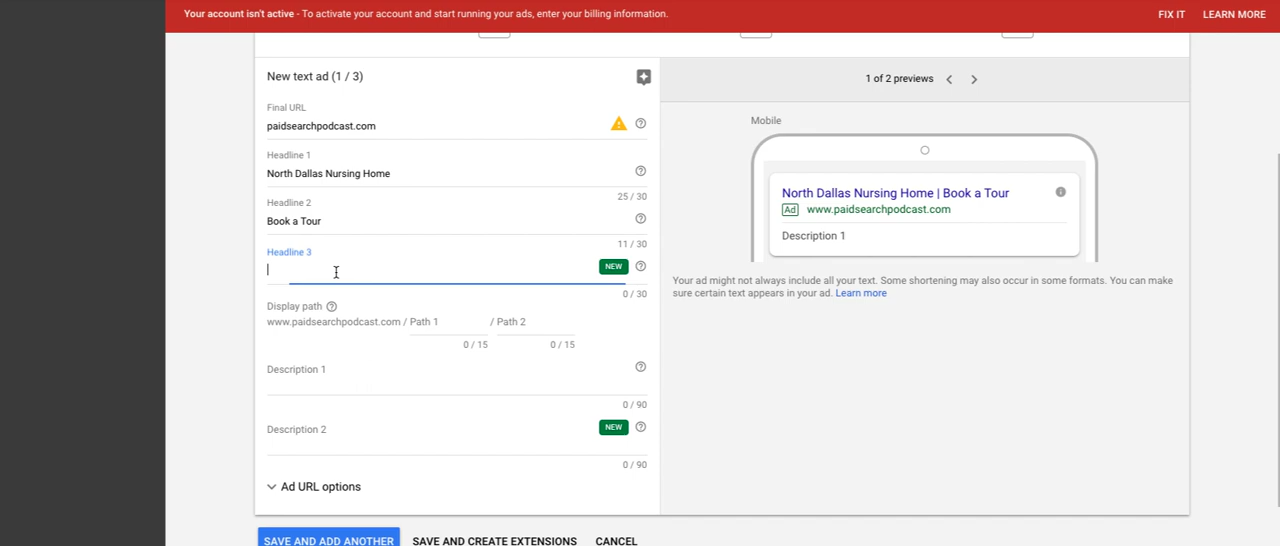 Your account isn't active - To activate your account and start running your ads, enter your billing information. FIX IT LEARN MORE
New text ad (1 / 3)
Final URL
paidsearchpodcast.com
Headline 1
North Dallas Nursing Home
25 / 30
Headline 2
Book a Tour
11 / 30
Headline 3
NEW
0 / 30
Display path
www.paidsearchpodcast.com / Path 1 / Path 2
0 / 15 0 / 15
Description 1
0 / 90
Description 2 NEW
0 / 90
Ad URL options
SAVE AND ADD ANOTHER SAVE AND CREATE EXTENSIONS CANCEL
1 of 2 previews
Mobile
North Dallas Nursing Home | Book a Tour
Ad www.paidsearchpodcast.com
Description 1
Your ad might not always include all your text. Some shortening may also occur in some formats. You can make
sure certain text appears in your ad. Learn more